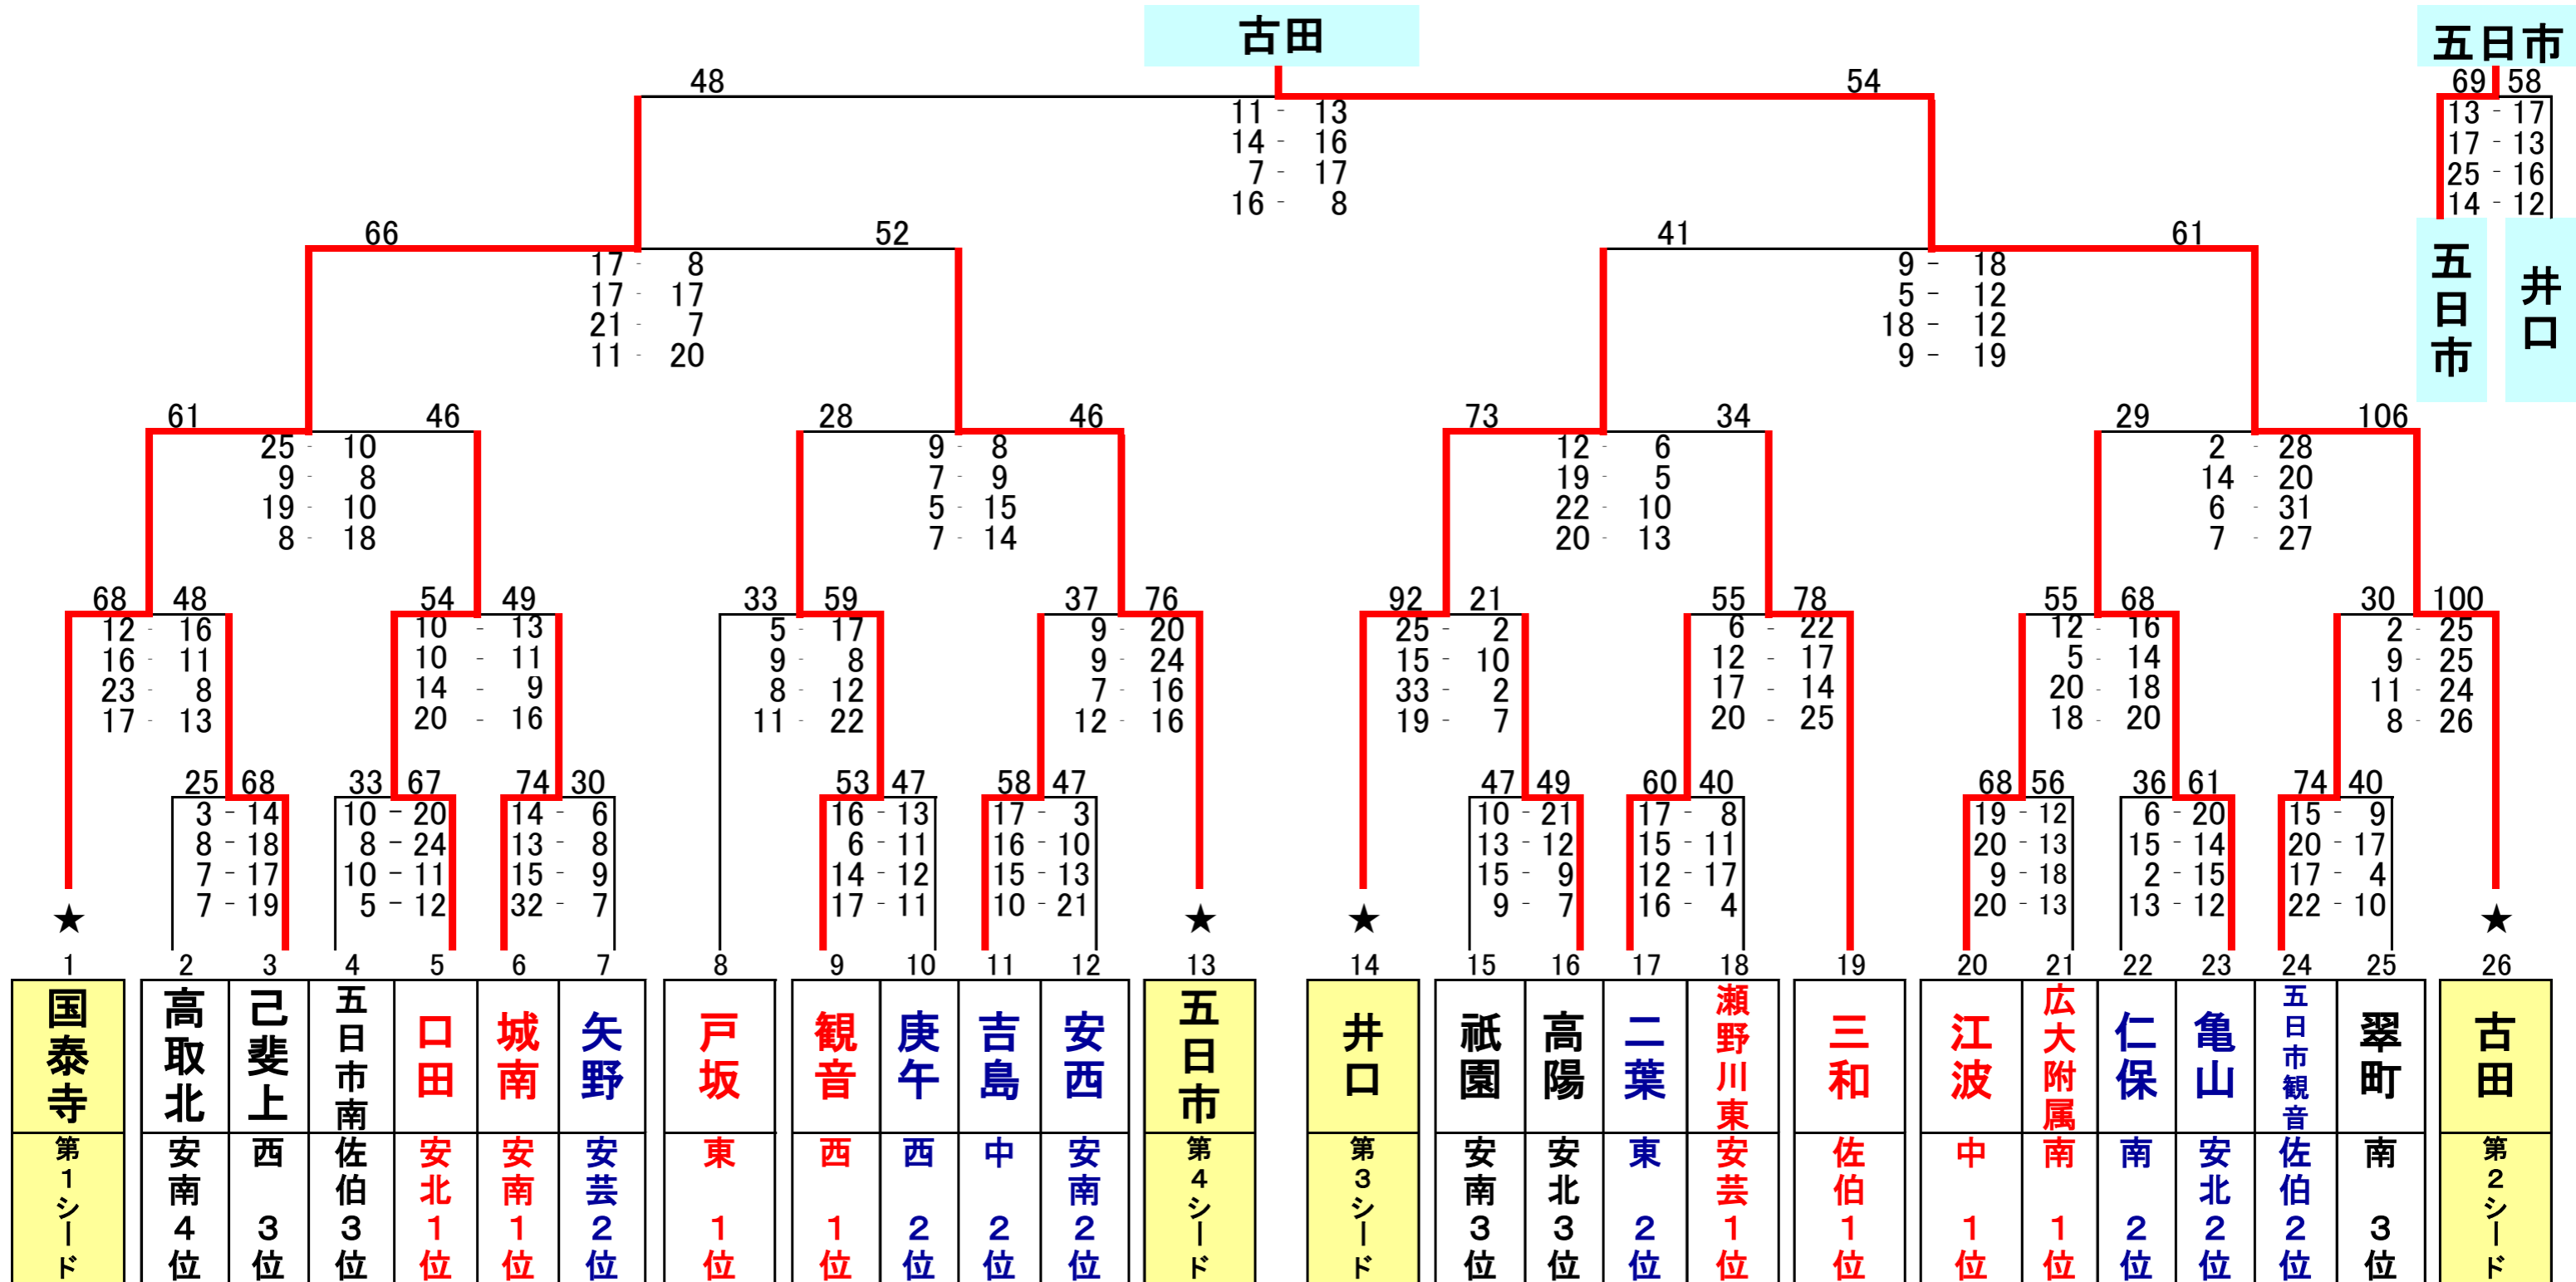 古田
五日市
48 54
69 58
11 - 13
14 - 16
7 - 17
16 - 8
13 - 17
17 - 13
25 - 16
14 - 12
五日市 井口
66 52 41 61
17 - 8
17 - 17
21 - 7
11 - 20
9 - 18
5 - 12
18 - 12
9 - 19
61 46 28 46 73 34 29 106
25 - 10
9 - 8
19 - 10
8 - 18
9 - 8
7 - 9
5 - 15
7 - 14
12 - 6
19 - 5
22 - 10
20 - 13
2 - 28
14 - 20
6 - 31
7 - 27
68 48 54 49 33 59 37 76 92 21 55 78 55 68 30 100
12 - 16
16 - 11
23 - 8
17 - 13
10 - 13
10 - 11
14 - 9
20 - 16
5 - 17
9 - 8
8 - 12
11 - 22
9 - 20
9 - 24
7 - 16
12 - 16
25 - 2
15 - 10
33 - 2
19 - 7
6 - 22
12 - 17
17 - 14
20 - 25
12 - 16
5 - 14
20 - 18
18 - 20
2 - 25
9 - 25
11 - 24
8 - 26
25 68 33 67 74 30 53 47 58 47 47 49 60 40 68 56 36 61 74 40
3 - 14
8 - 18
7 - 17
7 - 19
10 - 20
8 - 24
10 - 11
5 - 12
14 - 6
13 - 8
15 - 9
32 - 7
16 - 13
6 - 11
14 - 12
17 - 11
17 - 3
16 - 10
15 - 13
10 - 21
10 - 21
13 - 12
15 - 9
9 - 7
17 - 8
15 - 11
12 - 17
16 - 4
19 - 12
20 - 13
9 - 18
20 - 13
6 - 20
15 - 14
2 - 15
13 - 12
15 - 9
20 - 17
17 - 4
22 - 10
★ ★ ★ ★
1 2 3 4 5 6 7 8 9 10 11 12 13 14 15 16 17 18 19 20 21 22 23 24 25 26
国泰寺
高取北
己斐上
五日市南
口田
城南
矢野
戸坂
観音
庚午
吉島
安西
五日市
井口
祇園
高陽
二葉
瀬野川東
三和
江波
広大附属
仁保
亀山
五日市観音
翠町
古田
第1シード
安南4位
西3位
佐伯3位
安北1位
安南1位
安芸2位
東1位
西1位
西2位
中2位
安南2位
第4シード
第3シード
安南3位
安北3位
東2位
安芸1位
佐伯1位
中1位
南1位
南2位
安北2位
佐伯2位
南3位
第2シード